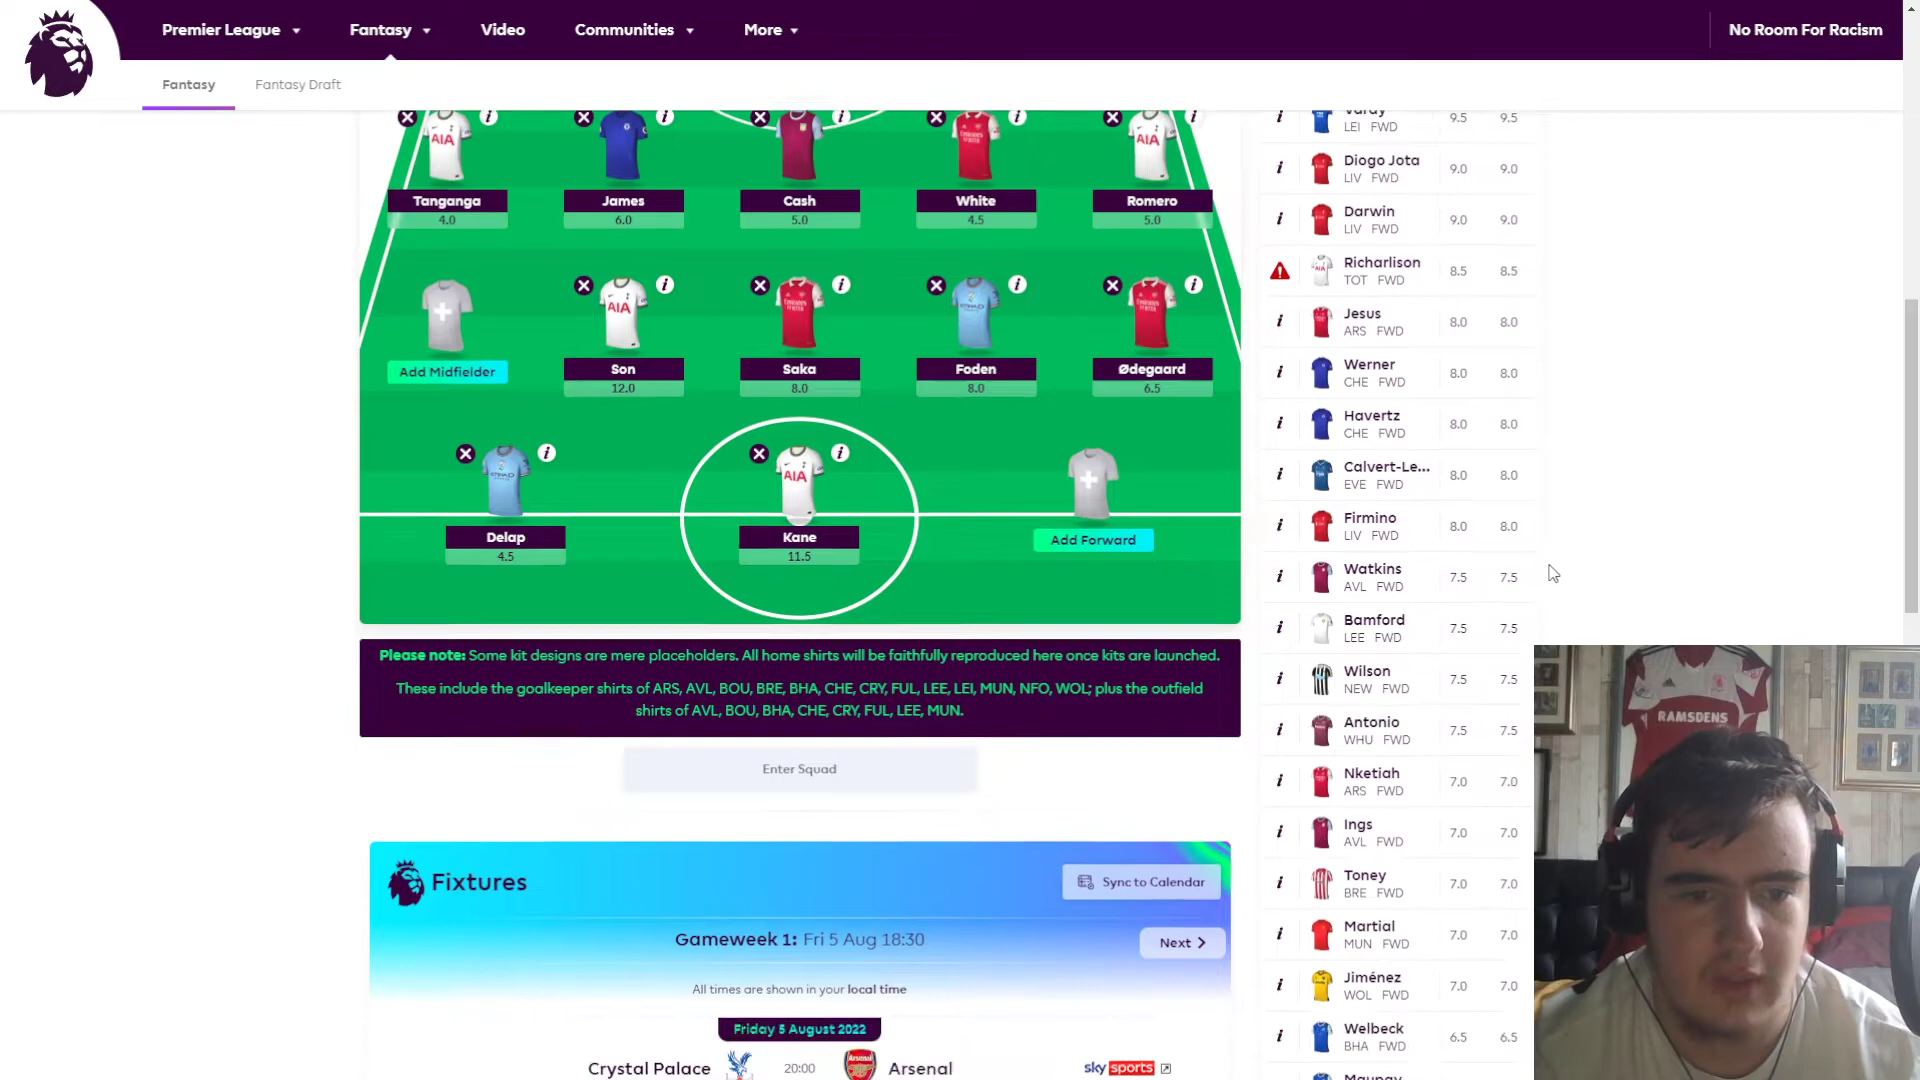 Premier League
Fantasy
Video
Communities
More
No Room For Racism
Fantasy
Fantasy Draft
AIA
AIA
Tanganga
4.0
James
6.0
Cash
5.0
White
4.5
Romero
5.0
Add Midfielder
AIA
Son
12.0
Saka
8.0
Foden
8.0
Ødegaard
6.5
Delap
4.5
AIA
Kane
11.5
Add Forward
Please note: Some kit designs are mere placeholders. All home shirts will be faithfully reproduced here once kits are launched.
These include the goalkeeper shirts of ARS, AVL, BOU, BRE, BHA, CHE, CRY, FUL, LEE, LEI, MUN, NFO, WOL; plus the outfield
shirts of AVL, BOU, BHA, CHE, CRY, FUL, LEE, MUN.
Enter Squad
Fixtures
Sync to Calendar
Gameweek 1: Fri 5 Aug 18:30
Next
All times are shown in your local time
Friday 5 August 2022
Crystal Palace 20:00 Arsenal
sky sports
Vardy
LEI FWD 9.5 9.5
Diogo Jota
LIV FWD 9.0 9.0
Darwin
LIV FWD 9.0 9.0
Richarlison
TOT FWD 8.5 8.5
Jesus
ARS FWD 8.0 8.0
Werner
CHE FWD 8.0 8.0
Havertz
CHE FWD 8.0 8.0
Calvert-Le...
EVE FWD 8.0 8.0
Firmino
LIV FWD 8.0 8.0
Watkins
AVL FWD 7.5 7.5
Bamford
LEE FWD 7.5 7.5
Wilson
NEW FWD 7.5 7.5
Antonio
WHU FWD 7.5 7.5
Nketiah
ARS FWD 7.0 7.0
Ings
AVL FWD 7.0 7.0
Toney
BRE FWD 7.0 7.0
Martial
MUN FWD 7.0 7.0
Jiménez
WOL FWD 7.0 7.0
Welbeck
BHA FWD 6.5 6.5
Maupay
RAMSDENS